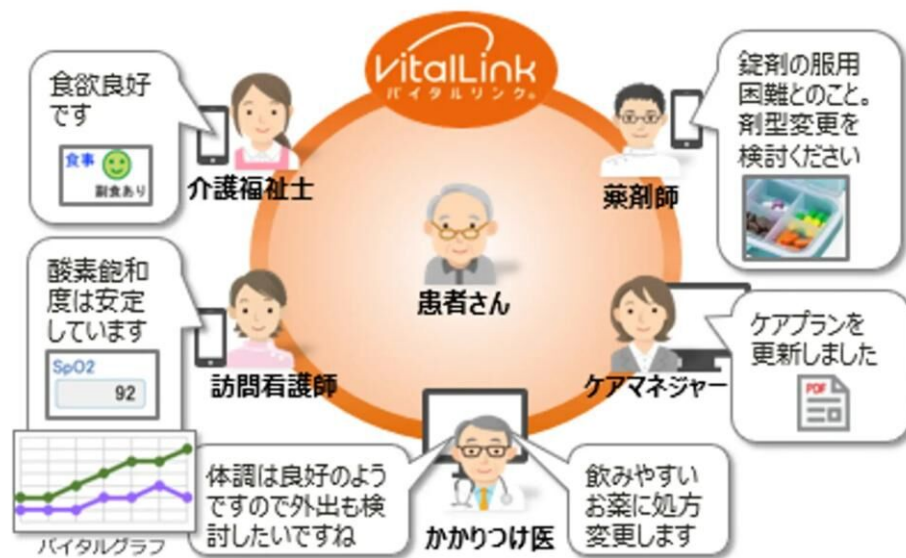 VitalLink
バイタルリンク®
食欲良好
です
食事
副食あり
介護福祉士
錠剤の服用
困難とのこと。
剤型変更を
検討ください
薬剤師
患者さん
酸素飽和
度は安定
しています
SpO2
92
訪問看護師
ケアプランを
更新しました
PDF
ケアマネジャー
バイタルグラフ
体調は良好のよう
ですので外出も検
討したいですね
かかりつけ医
飲みやすい
お薬に処方
変更します